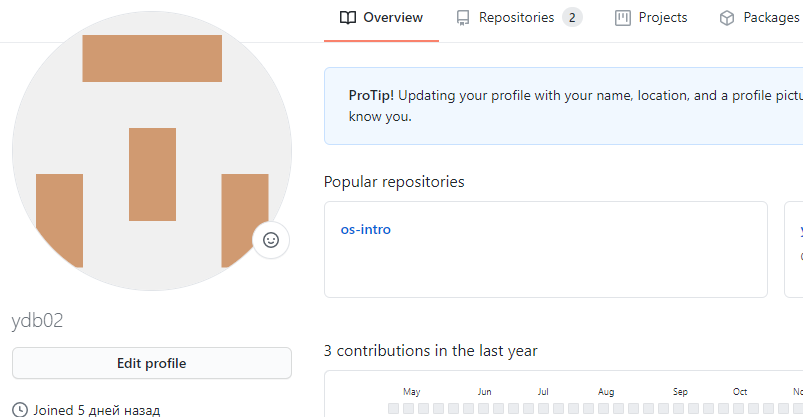 Overview Repositories 2 Projects Packages
ProTip! Updating your profile with your name, location, and a profile
know you.
Popular repositories
os-intro
ydb02
Edit profile
3 contributions in the last year
May Jun Jul Aug Sep Oct
Joined 5 дней назад